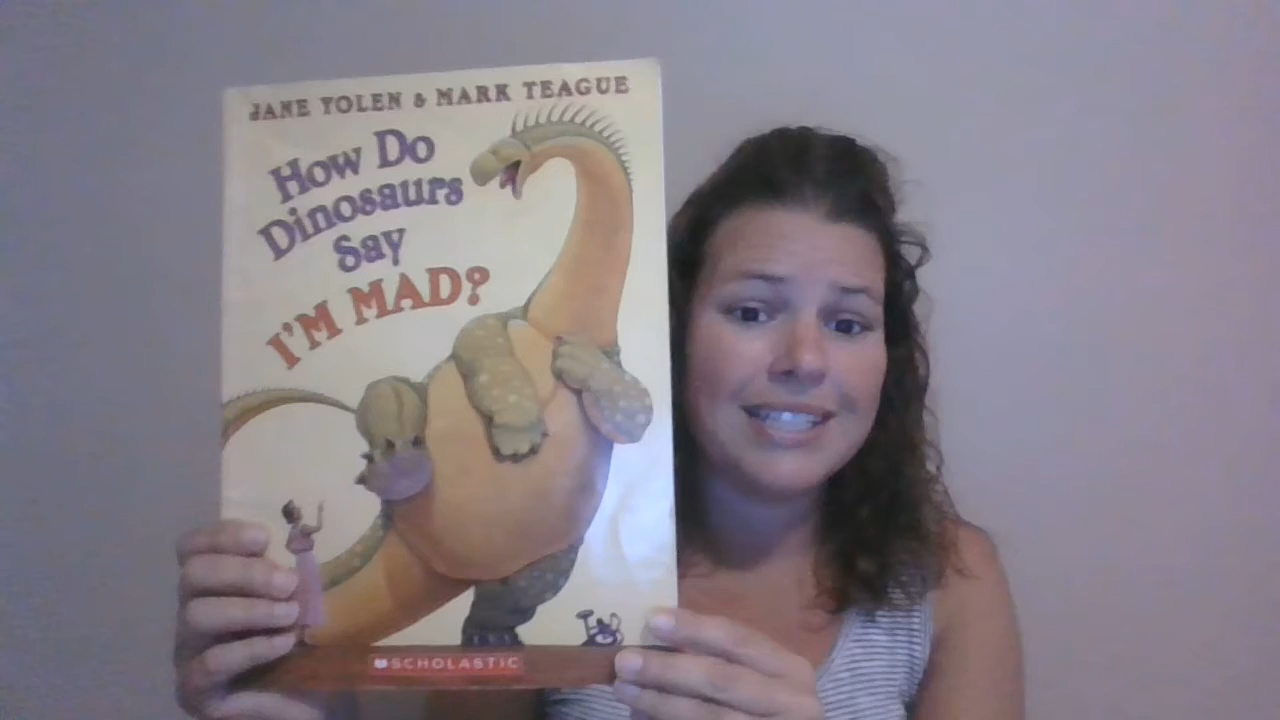 JANE YOLEN & MARK TEAGUE
How Do
Dinosaurs
Say
I'M MAD?
SCHOLASTIC